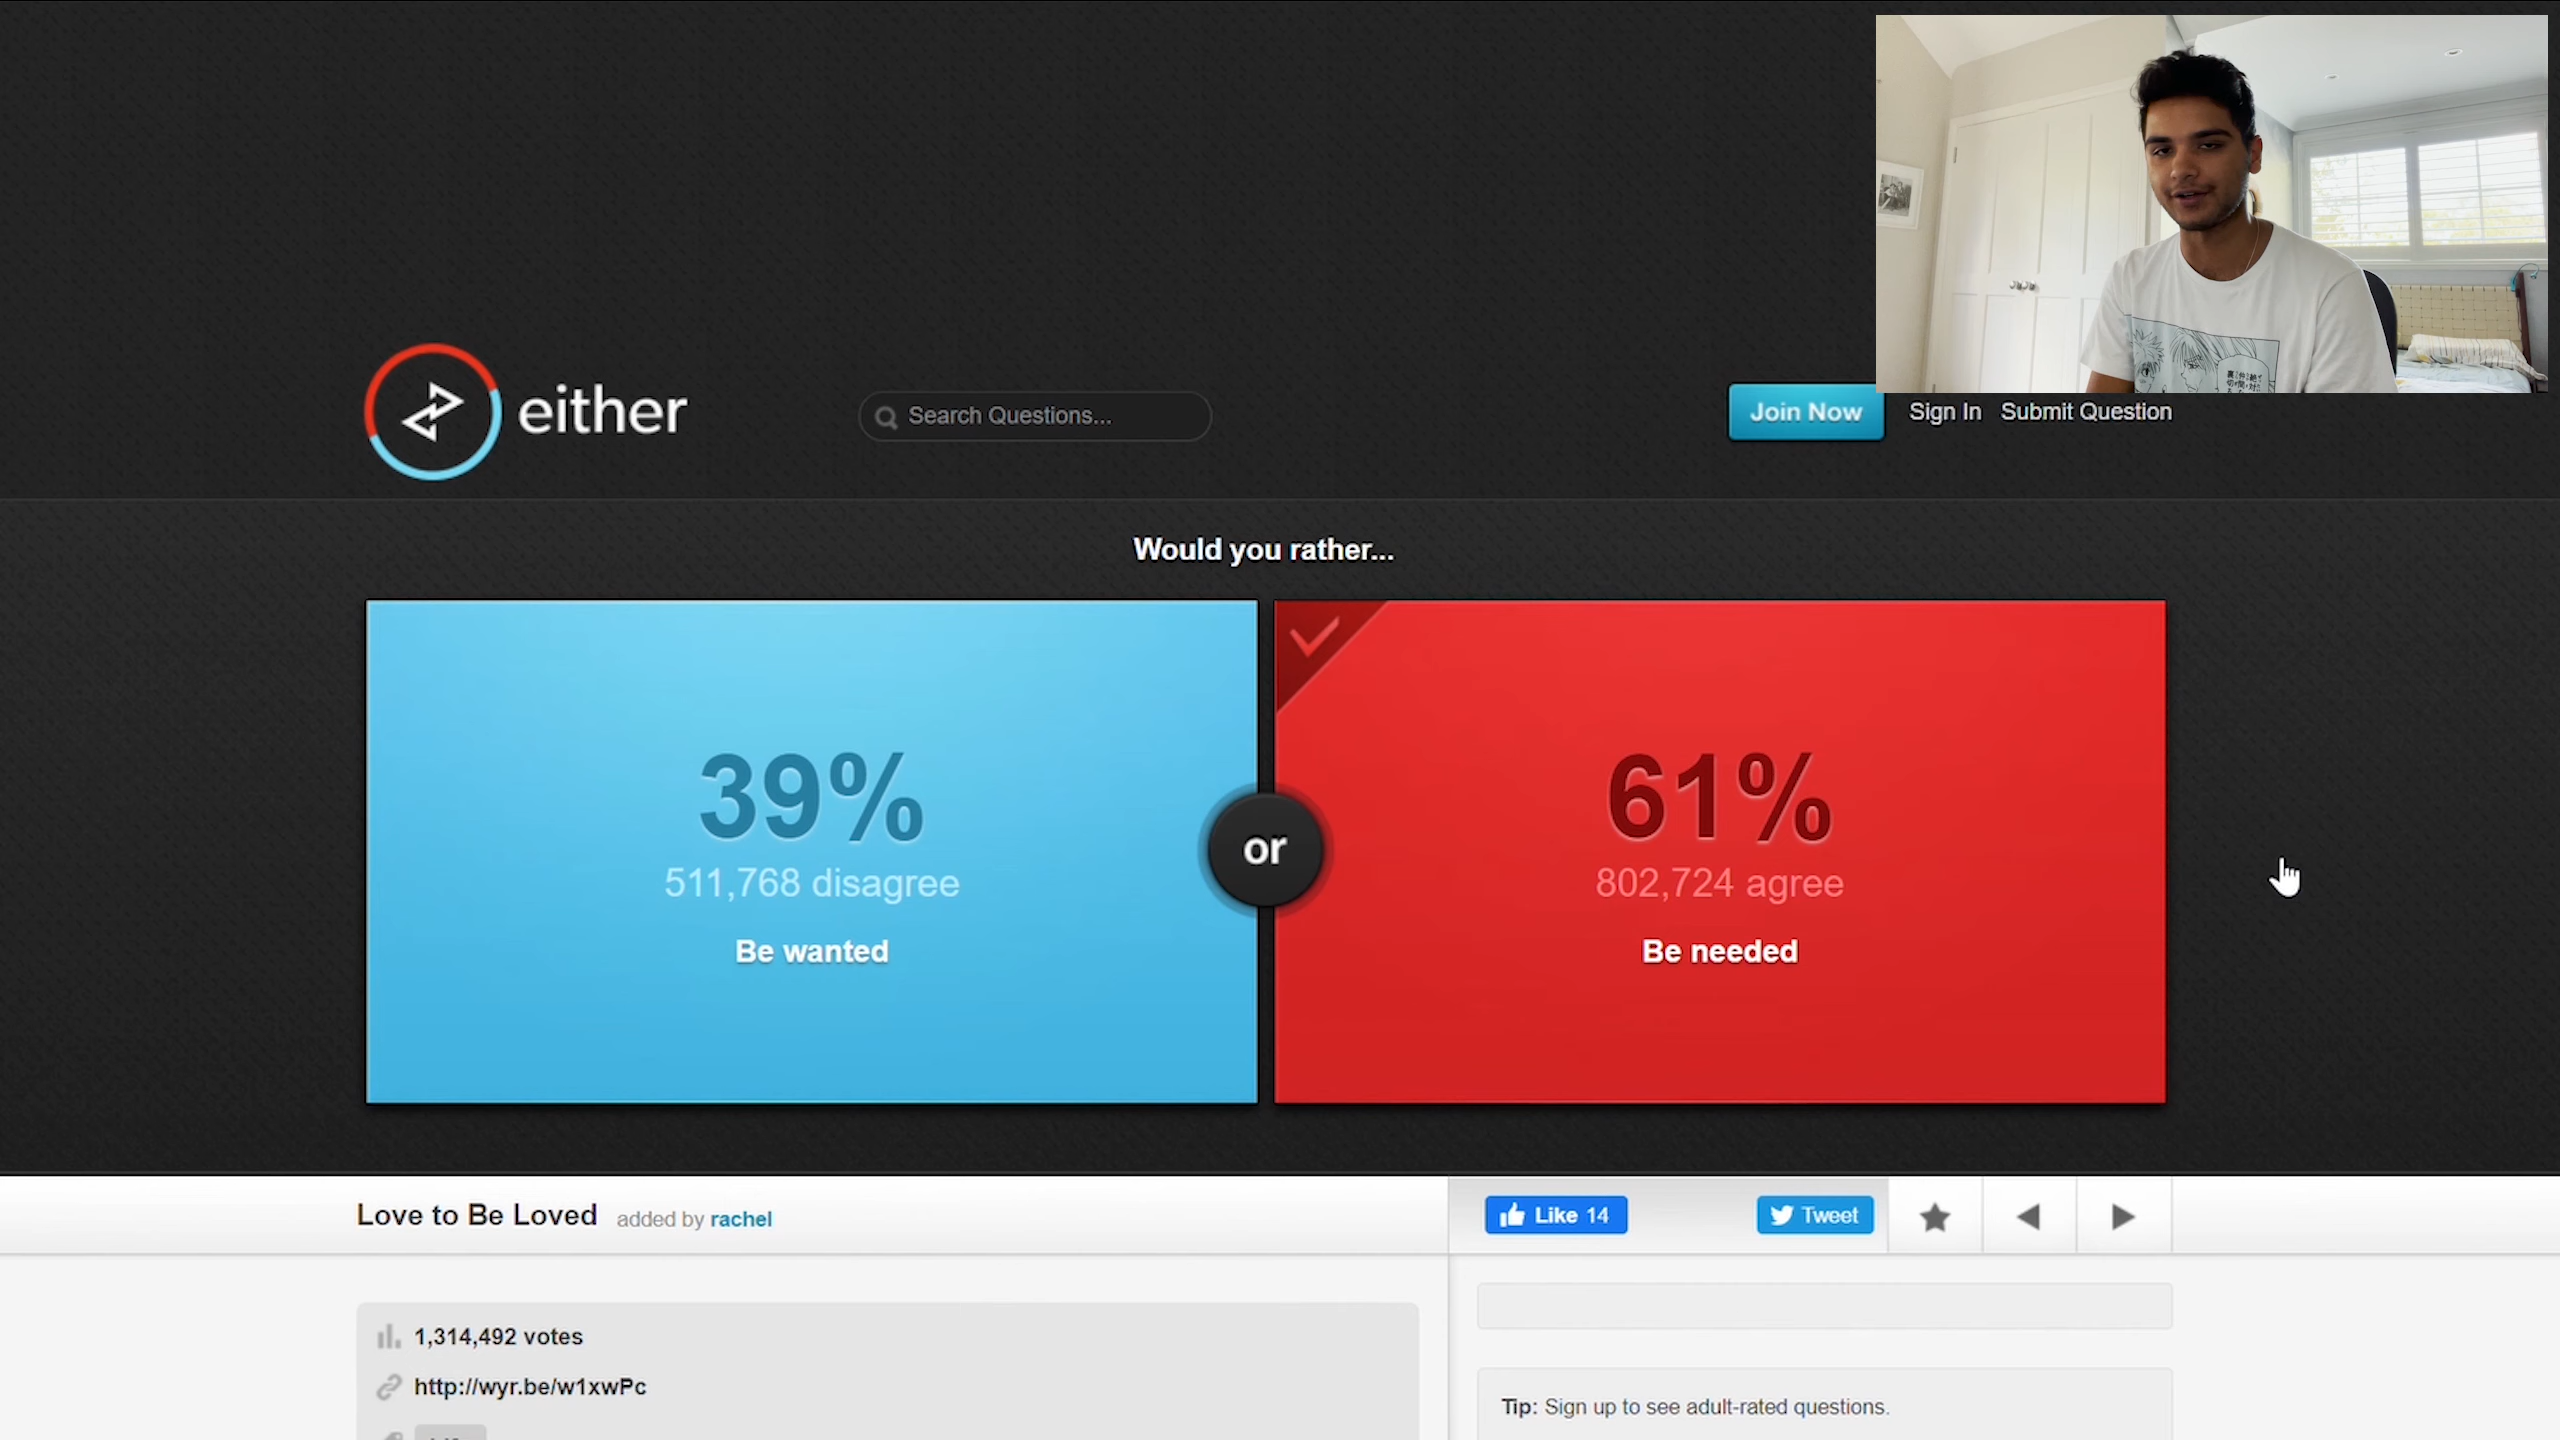 either
Search Questions...
Join Now
Sign In
Submit Question
Would you rather...
39%
511,768 disagree
Be wanted
or
61%
802,724 agree
Be needed
Love to Be Loved added by rachel
Like 14
Tweet
1,314,492 votes
http://wyr.be/w1xwPc
Tip: Sign up to see adult-rated questions.